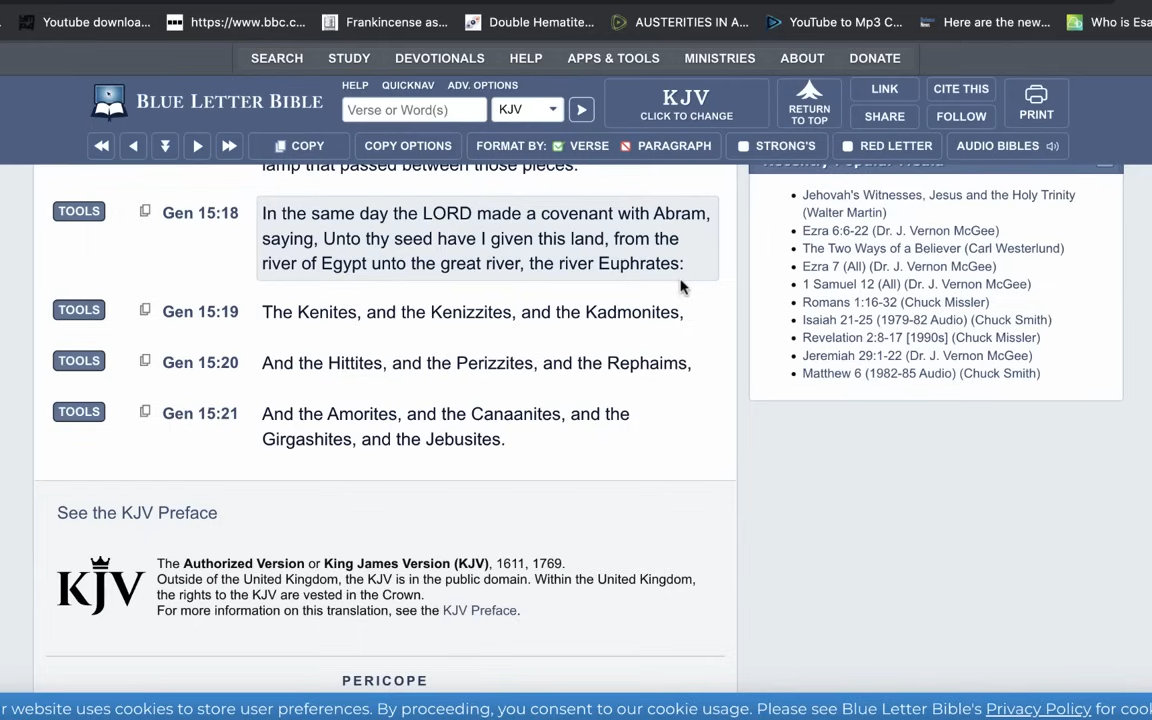 Youtube downloa...
https://www.bbc.c...
Frankincense as...
Double Hematite...
AUSTERITIES IN A...
YouTube to Mp3 C...
Here are the new...
Who is Esa
SEARCH STUDY DEVOTIONALS HELP APPS & TOOLS MINISTRIES ABOUT DONATE
BLUE LETTER BIBLE
HELP QUICKNAV ADV. OPTIONS
Verse or Word(s)
KJV
KJV
CLICK TO CHANGE
RETURN
TO TOP
LINK
CITE THIS
SHARE
FOLLOW
PRINT
COPY COPY OPTIONS FORMAT BY: VERSE PARAGRAPH STRONG'S RED LETTER AUDIO BIBLES
lamp that passed between those pieces.
TOOLS Gen 15:18 In the same day the LORD made a covenant with Abram,
saying, Unto thy seed have I given this land, from the
river of Egypt unto the great river, the river Euphrates:
TOOLS Gen 15:19 The Kenites, and the Kenizzites, and the Kadmonites,
TOOLS Gen 15:20 And the Hittites, and the Perizzites, and the Rephaims,
TOOLS Gen 15:21 And the Amorites, and the Canaanites, and the
Girgashites, and the Jebusites.
See the KJV Preface
KJV
The Authorized Version or King James Version (KJV), 1611, 1769.
Outside of the United Kingdom, the KJV is in the public domain. Within the United Kingdom,
the rights to the KJV are vested in the Crown.
For more information on this translation, see the KJV Preface.
PERICOPE
Jehovah's Witnesses, Jesus and the Holy Trinity
(Walter Martin)
Ezra 6:6-22 (Dr. J. Vernon McGee)
The Two Ways of a Believer (Carl Westerlund)
Ezra 7 (All) (Dr. J. Vernon McGee)
1 Samuel 12 (All) (Dr. J. Vernon McGee)
Romans 1:16-32 (Chuck Missler)
Isaiah 21-25 (1979-82 Audio) (Chuck Smith)
Revelation 2:8-17 [1990s] (Chuck Missler)
Jeremiah 29:1-22 (Dr. J. Vernon McGee)
Matthew 6 (1982-85 Audio) (Chuck Smith)
r website uses cookies to store user preferences. By proceeding, you consent to our cookie usage. Please see Blue Letter Bible's Privacy Policy for cook